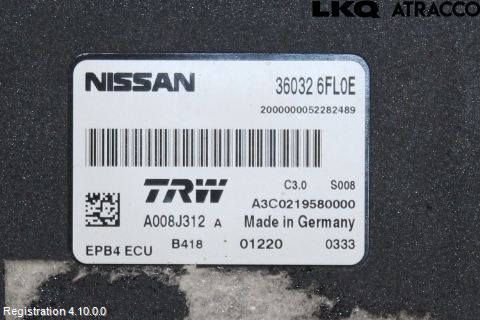 LKQ ATRACCO
NISSAN 36032 6FL0E
2000000052282489
TRW C3.0 S008
A3C0219580000
A008J312 A Made in Germany
EPB4 ECU B418 01220 0333
Registration 4.10.0.0